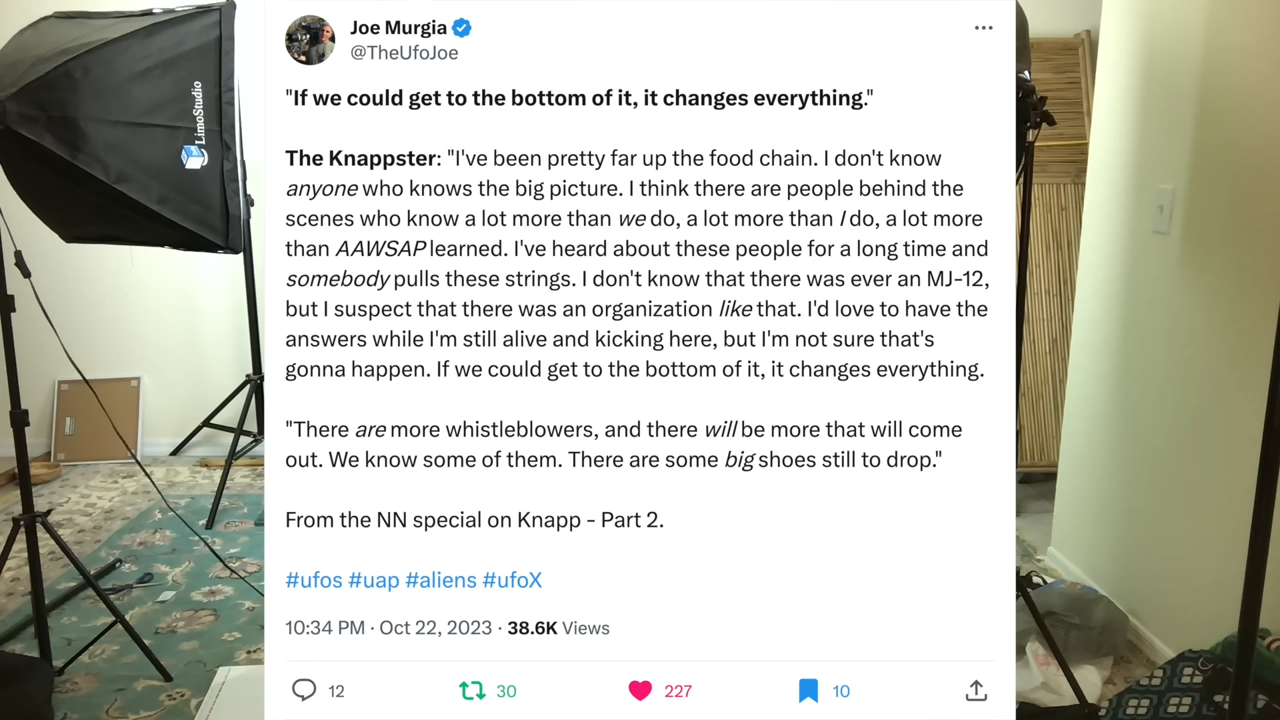 LimoStudio
Joe Murgia
@TheUfoJoe
"If we could get to the bottom of it, it changes everything."
The Knappster: "I've been pretty far up the food chain. I don't know
anyone who knows the big picture. I think there are people behind the
scenes who know a lot more than we do, a lot more than I do, a lot more
than AAWSAP learned. I've heard about these people for a long time and
somebody pulls these strings. I don't know that there was ever an MJ-12,
but I suspect that there was an organization like that. I'd love to have the
answers while I'm still alive and kicking here, but I'm not sure that's
gonna happen. If we could get to the bottom of it, it changes everything.
"There are more whistleblowers, and there will be more that will come
out. We know some of them. There are some big shoes still to drop."
From the NN special on Knapp - Part 2.
#ufos #uap #aliens #ufoX
10:34 PM · Oct 22, 2023 · 38.6K Views
12 30 227 10